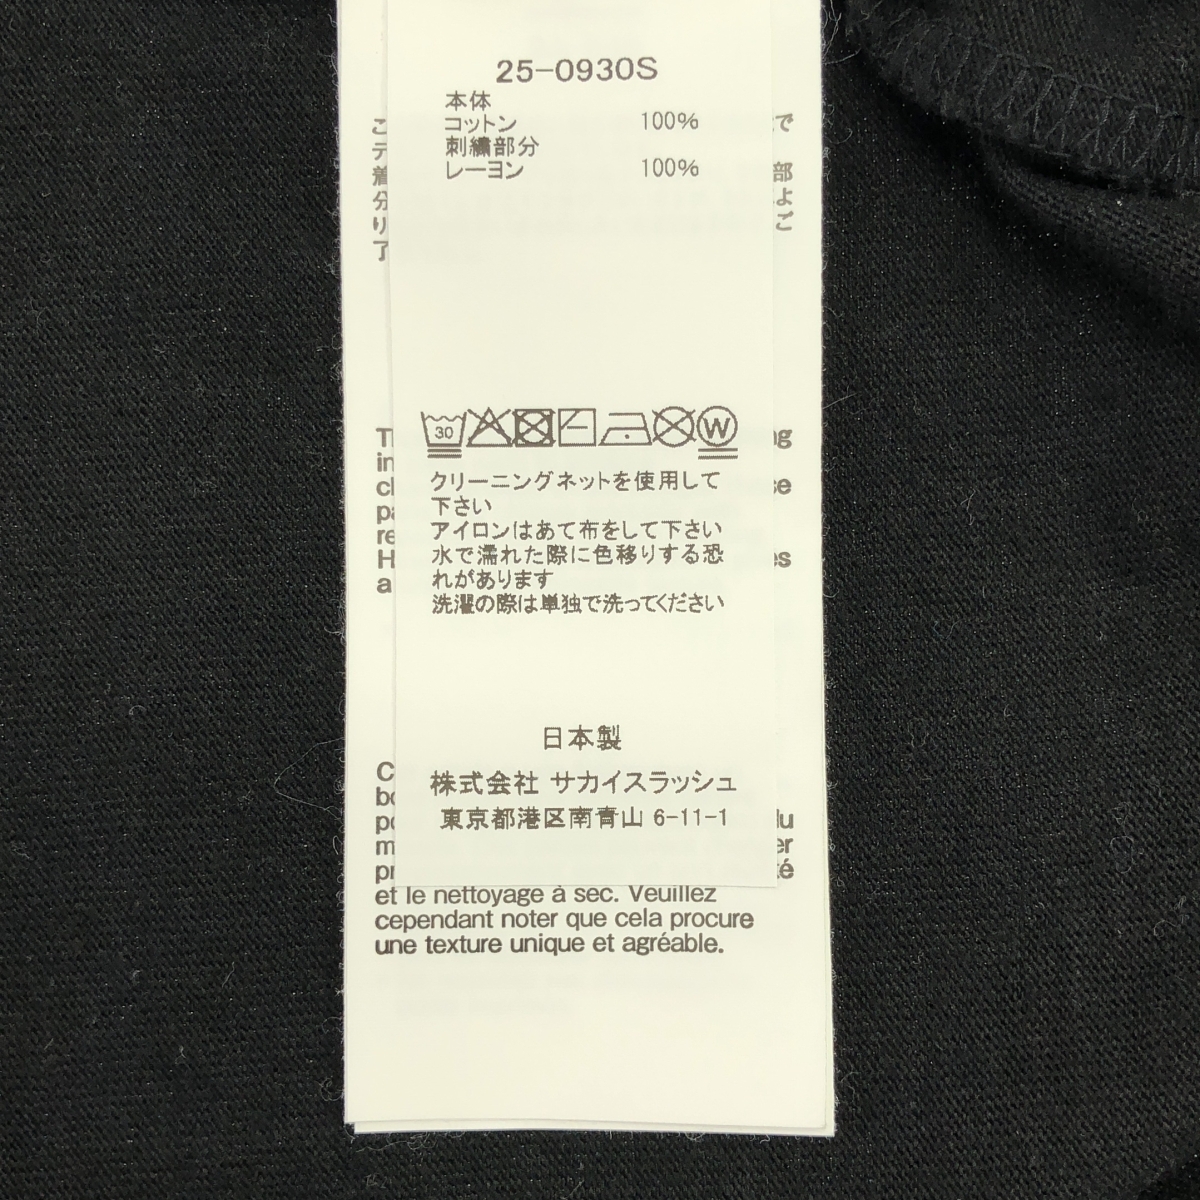 25-0930S
本体
コットン 100%
刺繍部分
レーヨン 100%
30
W
クリーニングネットを使用して
下さい
アイロンはあて布をして下さい
水で濡れた際に色移りする恐
れがあります
洗濯の際は単独で洗ってください
日本製
株式会社 サカイスラッシュ
東京都港区南青山 6-11-1
et le nettoyage à sec. Veuillez
cependant noter que cela procure
une texture unique et agréable.